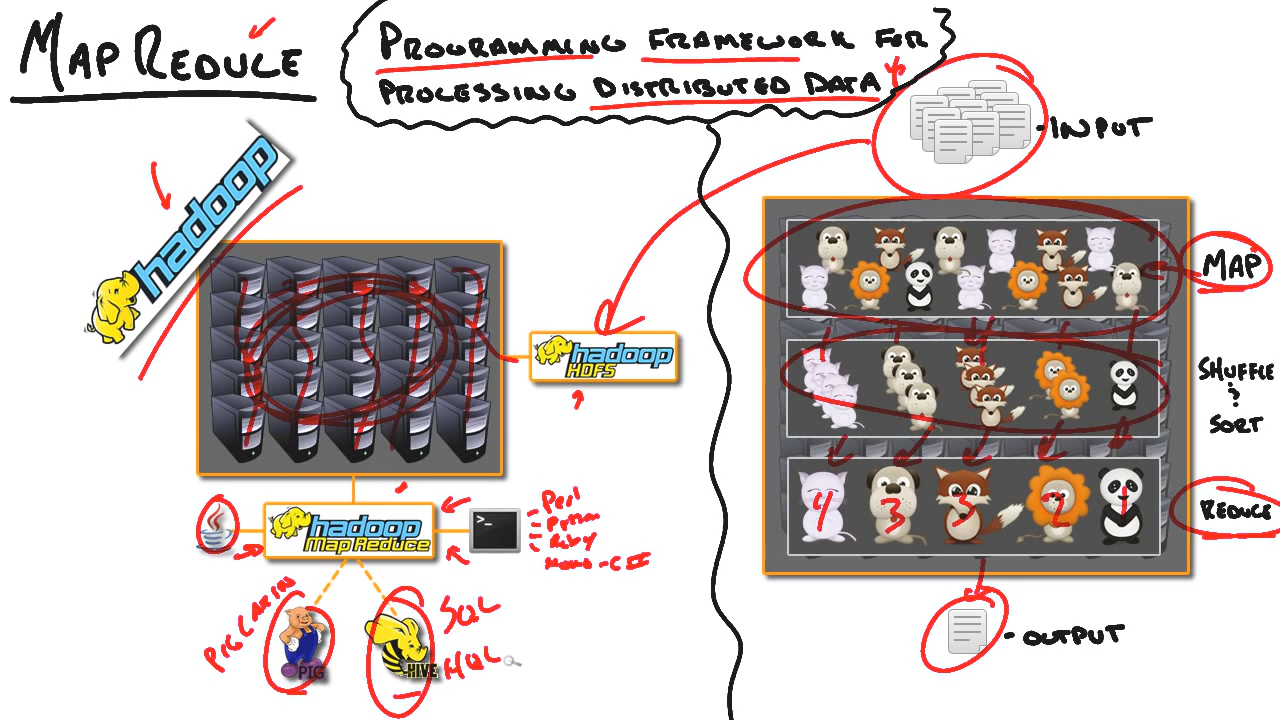 MAP REDUCE
PROGRAMMING FRAMEWORK FOR
PROCESSING DISTRIBUTED DATA
INPUT
hadoop
MAP
hadoop
HDFS
SHUFFLE
?
SORT
4 3 3 2 1
REDUCE
hadoop
MapReduce
>_
Perl
Python
Ruby
PIG LATIN
PIG
HIVE
SQL
HQL
OUTPUT